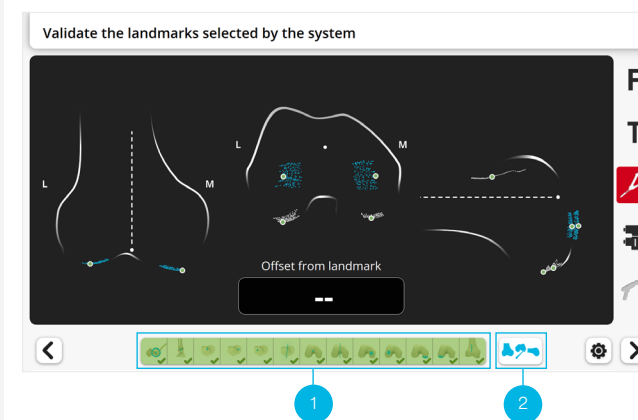 Validate the landmarks selected by the system
F
T
L
M
L
M
Offset from landmark
--
1
2